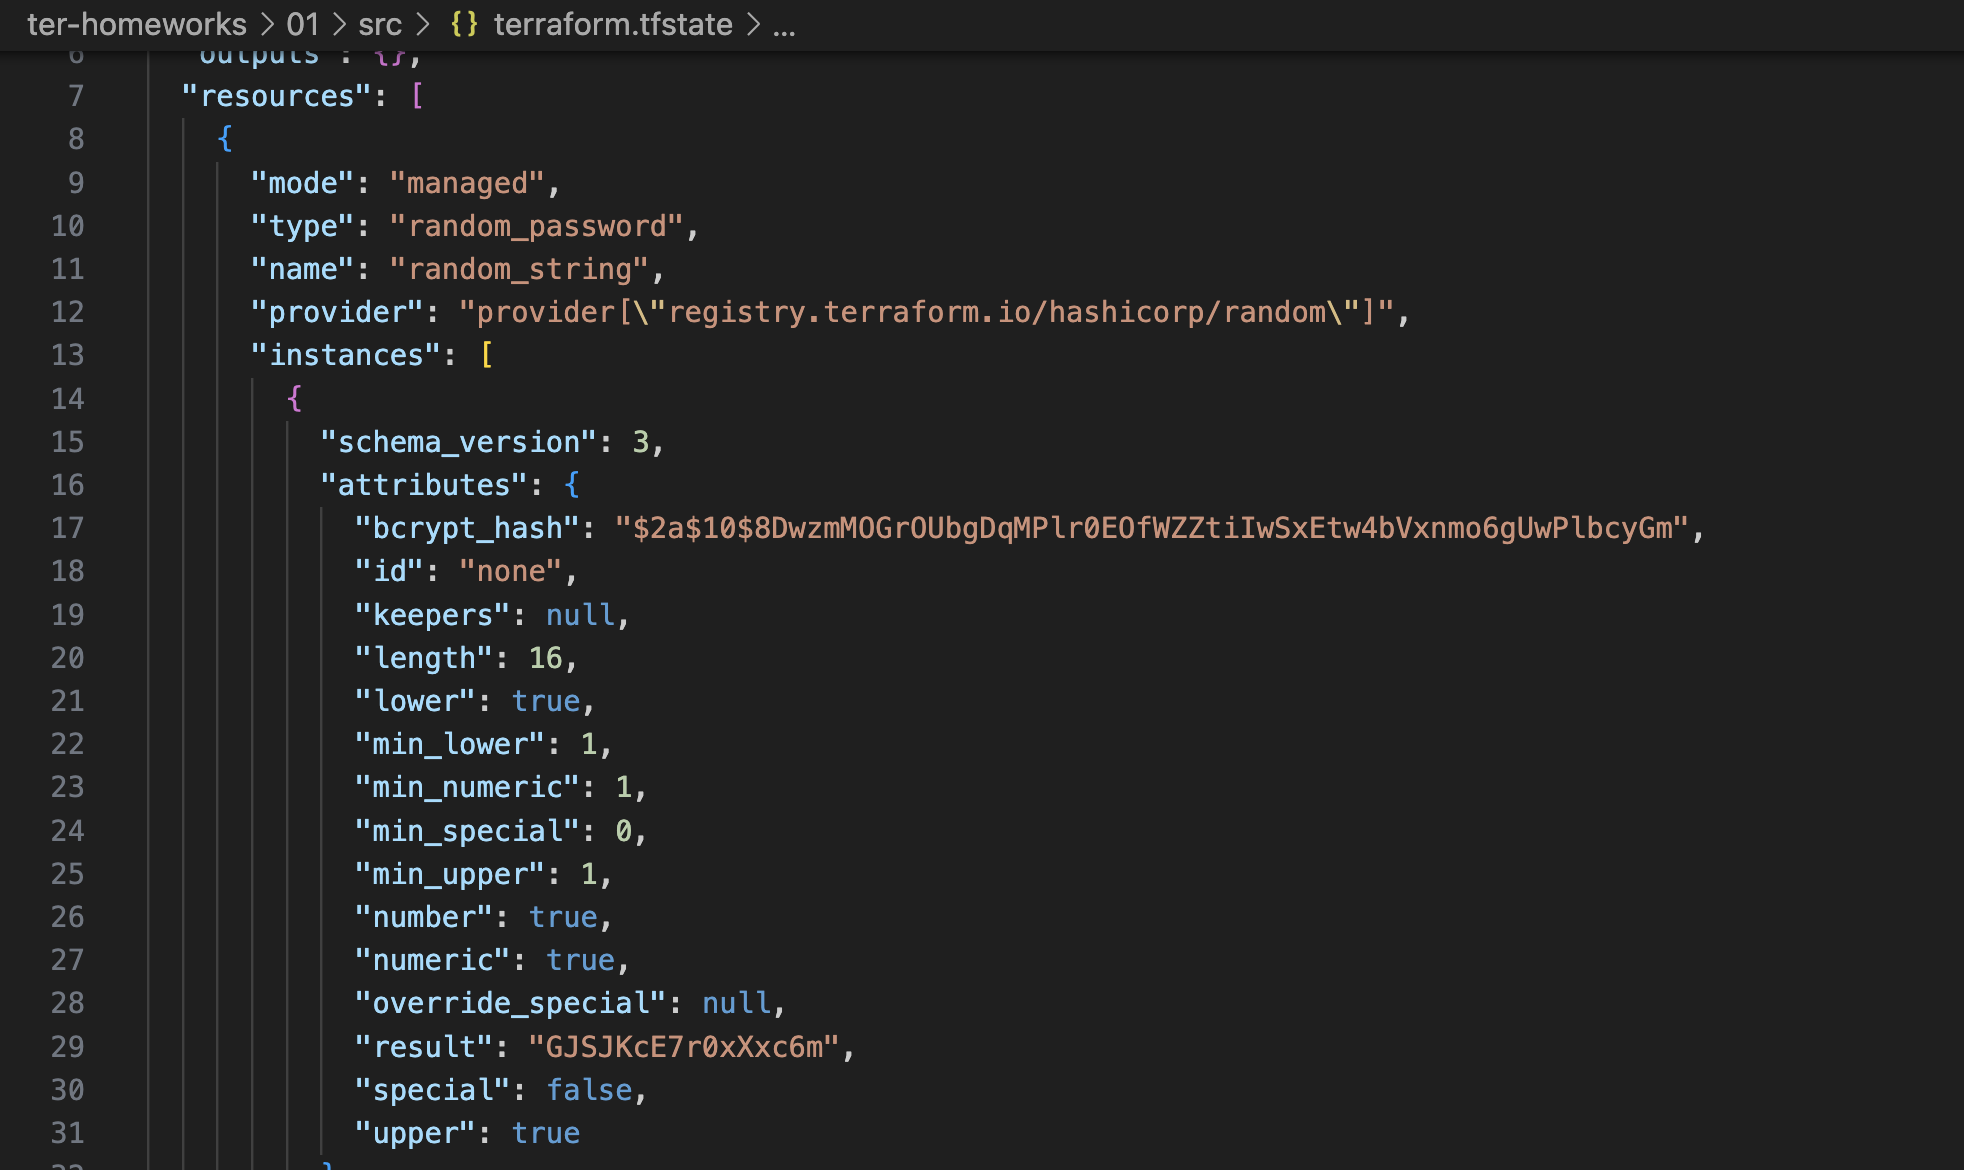 ter-homeworks > 01 > src > {} terraform.tfstate > ...
6 "outputs": {},
7 "resources": [
8 {
9 "mode": "managed",
10 "type": "random_password",
11 "name": "random_string",
12 "provider": "provider[\"registry.terraform.io/hashicorp/random\"]",
13 "instances": [
14 {
15 "schema_version": 3,
16 "attributes": {
17 "bcrypt_hash": "$2a$10$8DwzmMOGrOUbgDqMPlr0EOfWZZtiIwSxEtw4bVxnmo6gUwPlbcyGm",
18 "id": "none",
19 "keepers": null,
20 "length": 16,
21 "lower": true,
22 "min_lower": 1,
23 "min_numeric": 1,
24 "min_special": 0,
25 "min_upper": 1,
26 "number": true,
27 "numeric": true,
28 "override_special": null,
29 "result": "GJSJKcE7r0xXxc6m",
30 "special": false,
31 "upper": true
32 }